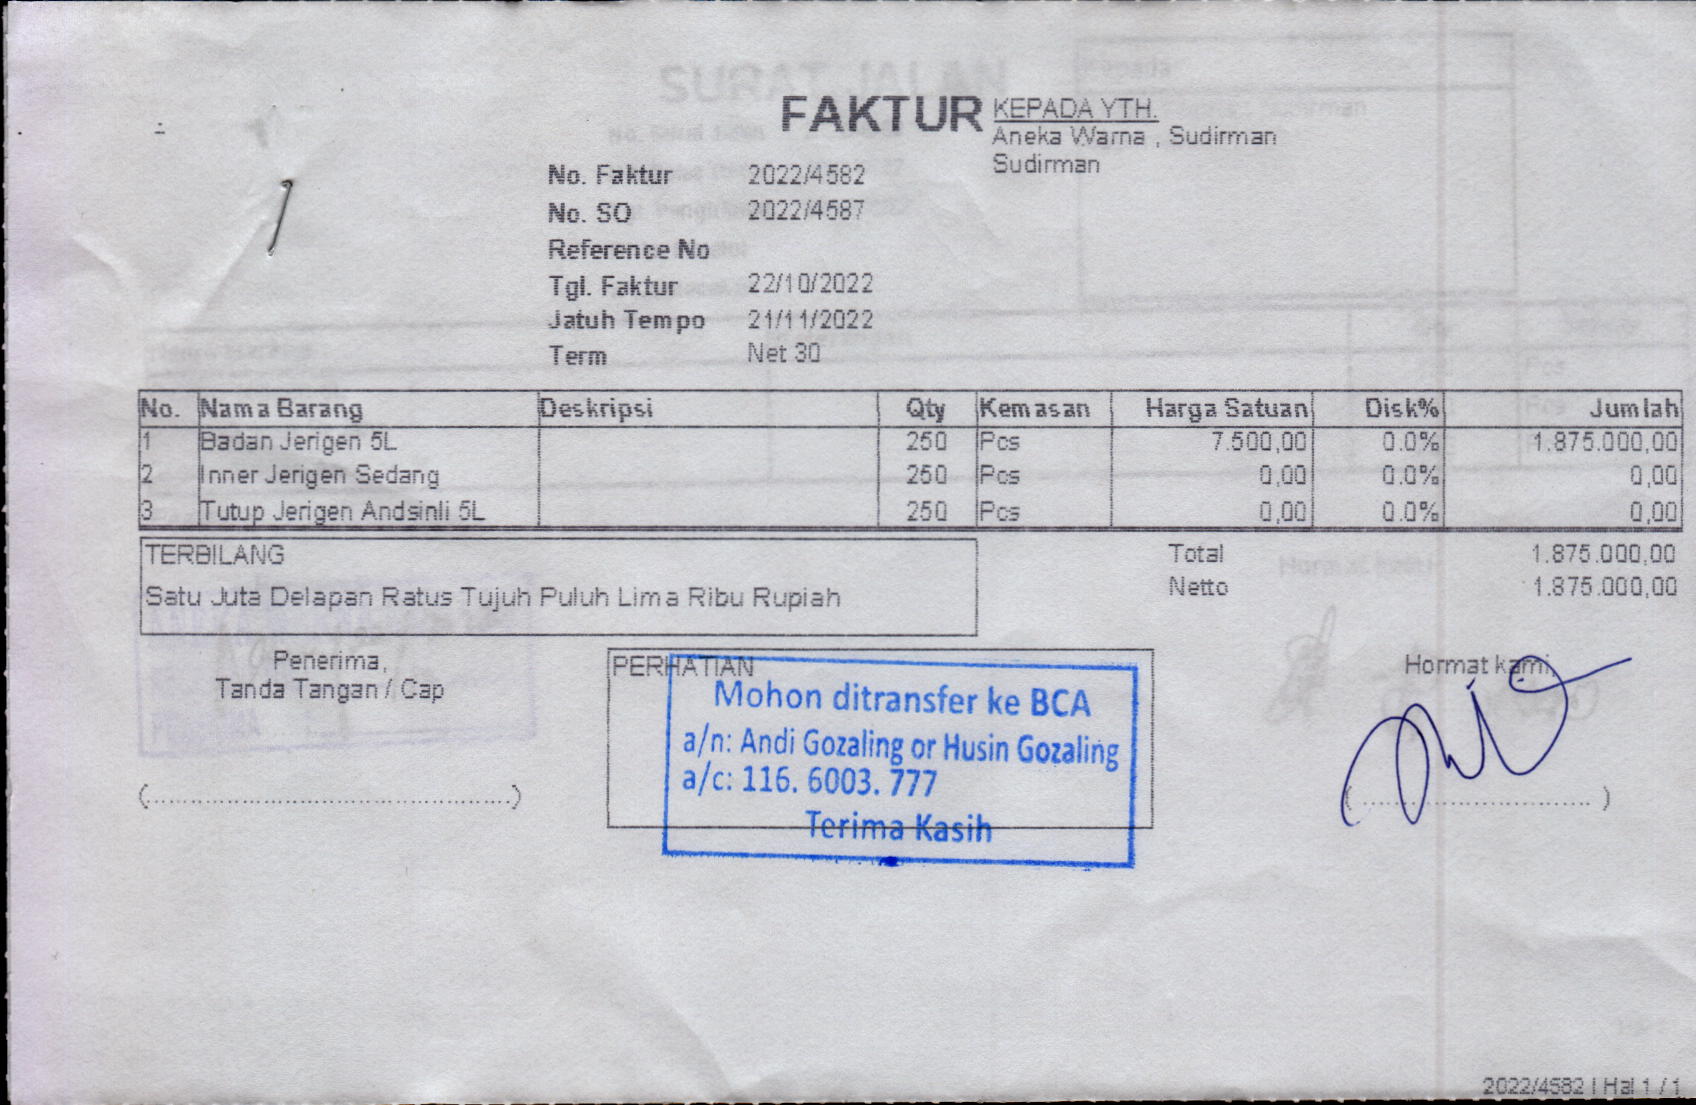 FAKTUR
KEPADA YTH.
Aneka Warna , Sudirman
Sudirman
No. Faktur 2022/4582
No. SO 2022/4587
Reference No
Tgl. Faktur 22/10/2022
Jatuh Tempo 21/11/2022
Term Net 30
No. Nama Barang Deskripsi Qty Kemasan Harga Satuan Disk% Jumlah
1 Badan Jerigen 5L 250 Pcs 7.500,00 0.0% 1.875.000,00
2 Inner Jerigen Sedang 250 Pcs 0,00 0.0% 0,00
3 Tutup Jerigen Andsinli 5L 250 Pcs 0,00 0.0% 0,00
TERBILANG
Satu Juta Delapan Ratus Tujuh Puluh Lima Ribu Rupiah
Total 1.875.000,00
Netto 1.875.000,00
Penerima,
Tanda Tangan / Cap
(...............................................)
PERHATIAN
Mohon ditransfer ke BCA
a/n: Andi Gozaling or Husin Gozaling
a/c: 116. 6003. 777
Terima Kasih
Hormat kami,
( ............................. )
SURAT JALAN
2022/4582 | Hal 1 / 1